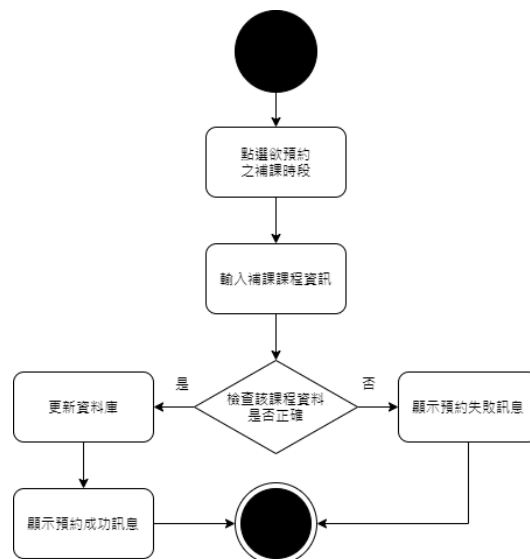 點選欲預約
之補課時段
輸入補課課程資訊
是
否
檢查該課程資料
是否正確
更新資料庫
顯示預約失敗訊息
顯示預約成功訊息